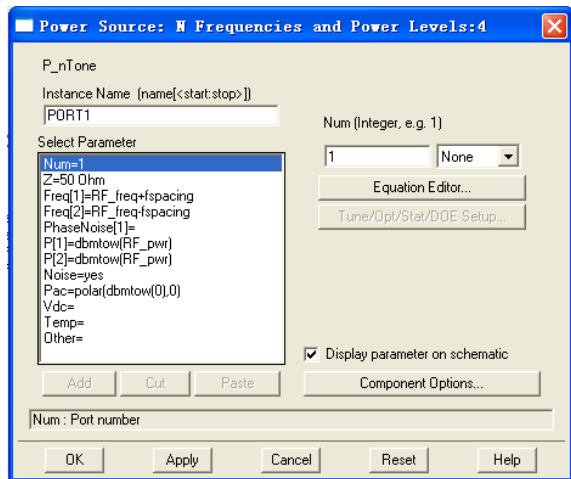 Power Source: N Frequencies and Power Levels:4
P_nTone
Instance Name (name[<start:stop>])
PORT1
Num (Integer, e.g. 1)
Select Parameter
1 None
Num=1
Z=50 Ohm
Equation Editor...
Freq[1]=RF_freq+fspacing
Freq[2]=RF_freq-fspacing
Tune/Opt/Stat/DOE Setup...
PhaseNoise[1]=
P[1]=dbmtow(RF_pwr)
P[2]=dbmtow(RF_pwr)
Noise=yes
Pac=polar(dbmtow(0),0)
Vdc=
Temp=
Other=
Display parameter on schematic
Add Cut Paste
Component Options...
Num : Port number
OK Apply Cancel Reset Help